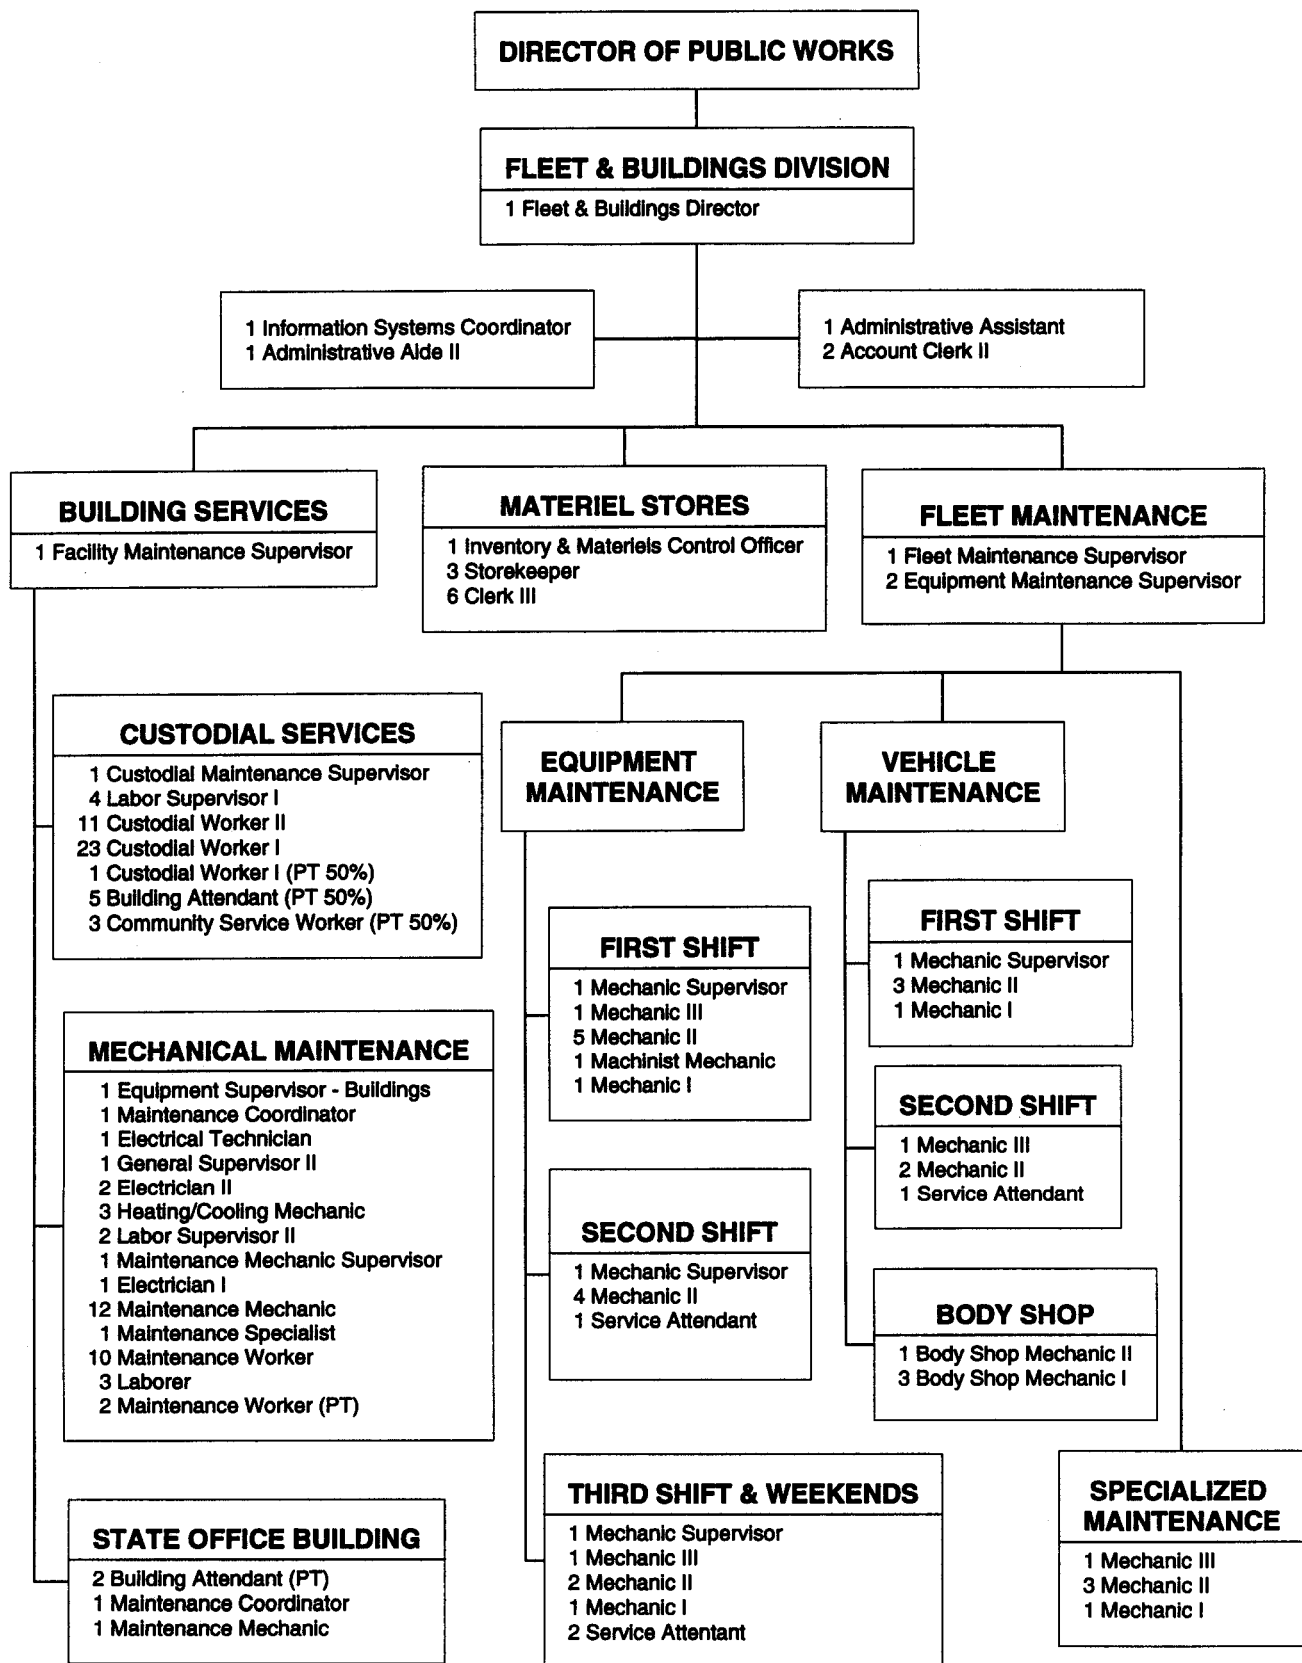 DIRECTOR OF PUBLIC WORKS
FLEET & BUILDINGS DIVISION
1 Fleet & Buildings Director
1 Information Systems Coordinator
1 Administrative Aide II
1 Administrative Assistant
2 Account Clerk II
BUILDING SERVICES
1 Facility Maintenance Supervisor
MATERIEL STORES
1 Inventory & Materiels Control Officer
3 Storekeeper
6 Clerk III
FLEET MAINTENANCE
1 Fleet Maintenance Supervisor
2 Equipment Maintenance Supervisor
CUSTODIAL SERVICES
1 Custodial Maintenance Supervisor
4 Labor Supervisor I
11 Custodial Worker II
23 Custodial Worker I
1 Custodial Worker I (PT 50%)
5 Building Attendant (PT 50%)
3 Community Service Worker (PT 50%)
MECHANICAL MAINTENANCE
1 Equipment Supervisor - Buildings
1 Maintenance Coordinator
1 Electrical Technician
1 General Supervisor II
2 Electrician II
3 Heating/Cooling Mechanic
2 Labor Supervisor II
1 Maintenance Mechanic Supervisor
1 Electrician I
12 Maintenance Mechanic
1 Maintenance Specialist
10 Maintenance Worker
3 Laborer
2 Maintenance Worker (PT)
STATE OFFICE BUILDING
2 Building Attendant (PT)
1 Maintenance Coordinator
1 Maintenance Mechanic
EQUIPMENT
MAINTENANCE
FIRST SHIFT
1 Mechanic Supervisor
1 Mechanic III
5 Mechanic II
1 Machinist Mechanic
1 Mechanic I
SECOND SHIFT
1 Mechanic Supervisor
4 Mechanic II
1 Service Attendant
THIRD SHIFT & WEEKENDS
1 Mechanic Supervisor
1 Mechanic III
2 Mechanic II
1 Mechanic I
2 Service Attentant
VEHICLE
MAINTENANCE
FIRST SHIFT
1 Mechanic Supervisor
3 Mechanic II
1 Mechanic I
SECOND SHIFT
1 Mechanic III
2 Mechanic II
1 Service Attendant
BODY SHOP
1 Body Shop Mechanic II
3 Body Shop Mechanic I
SPECIALIZED
MAINTENANCE
1 Mechanic III
3 Mechanic II
1 Mechanic I